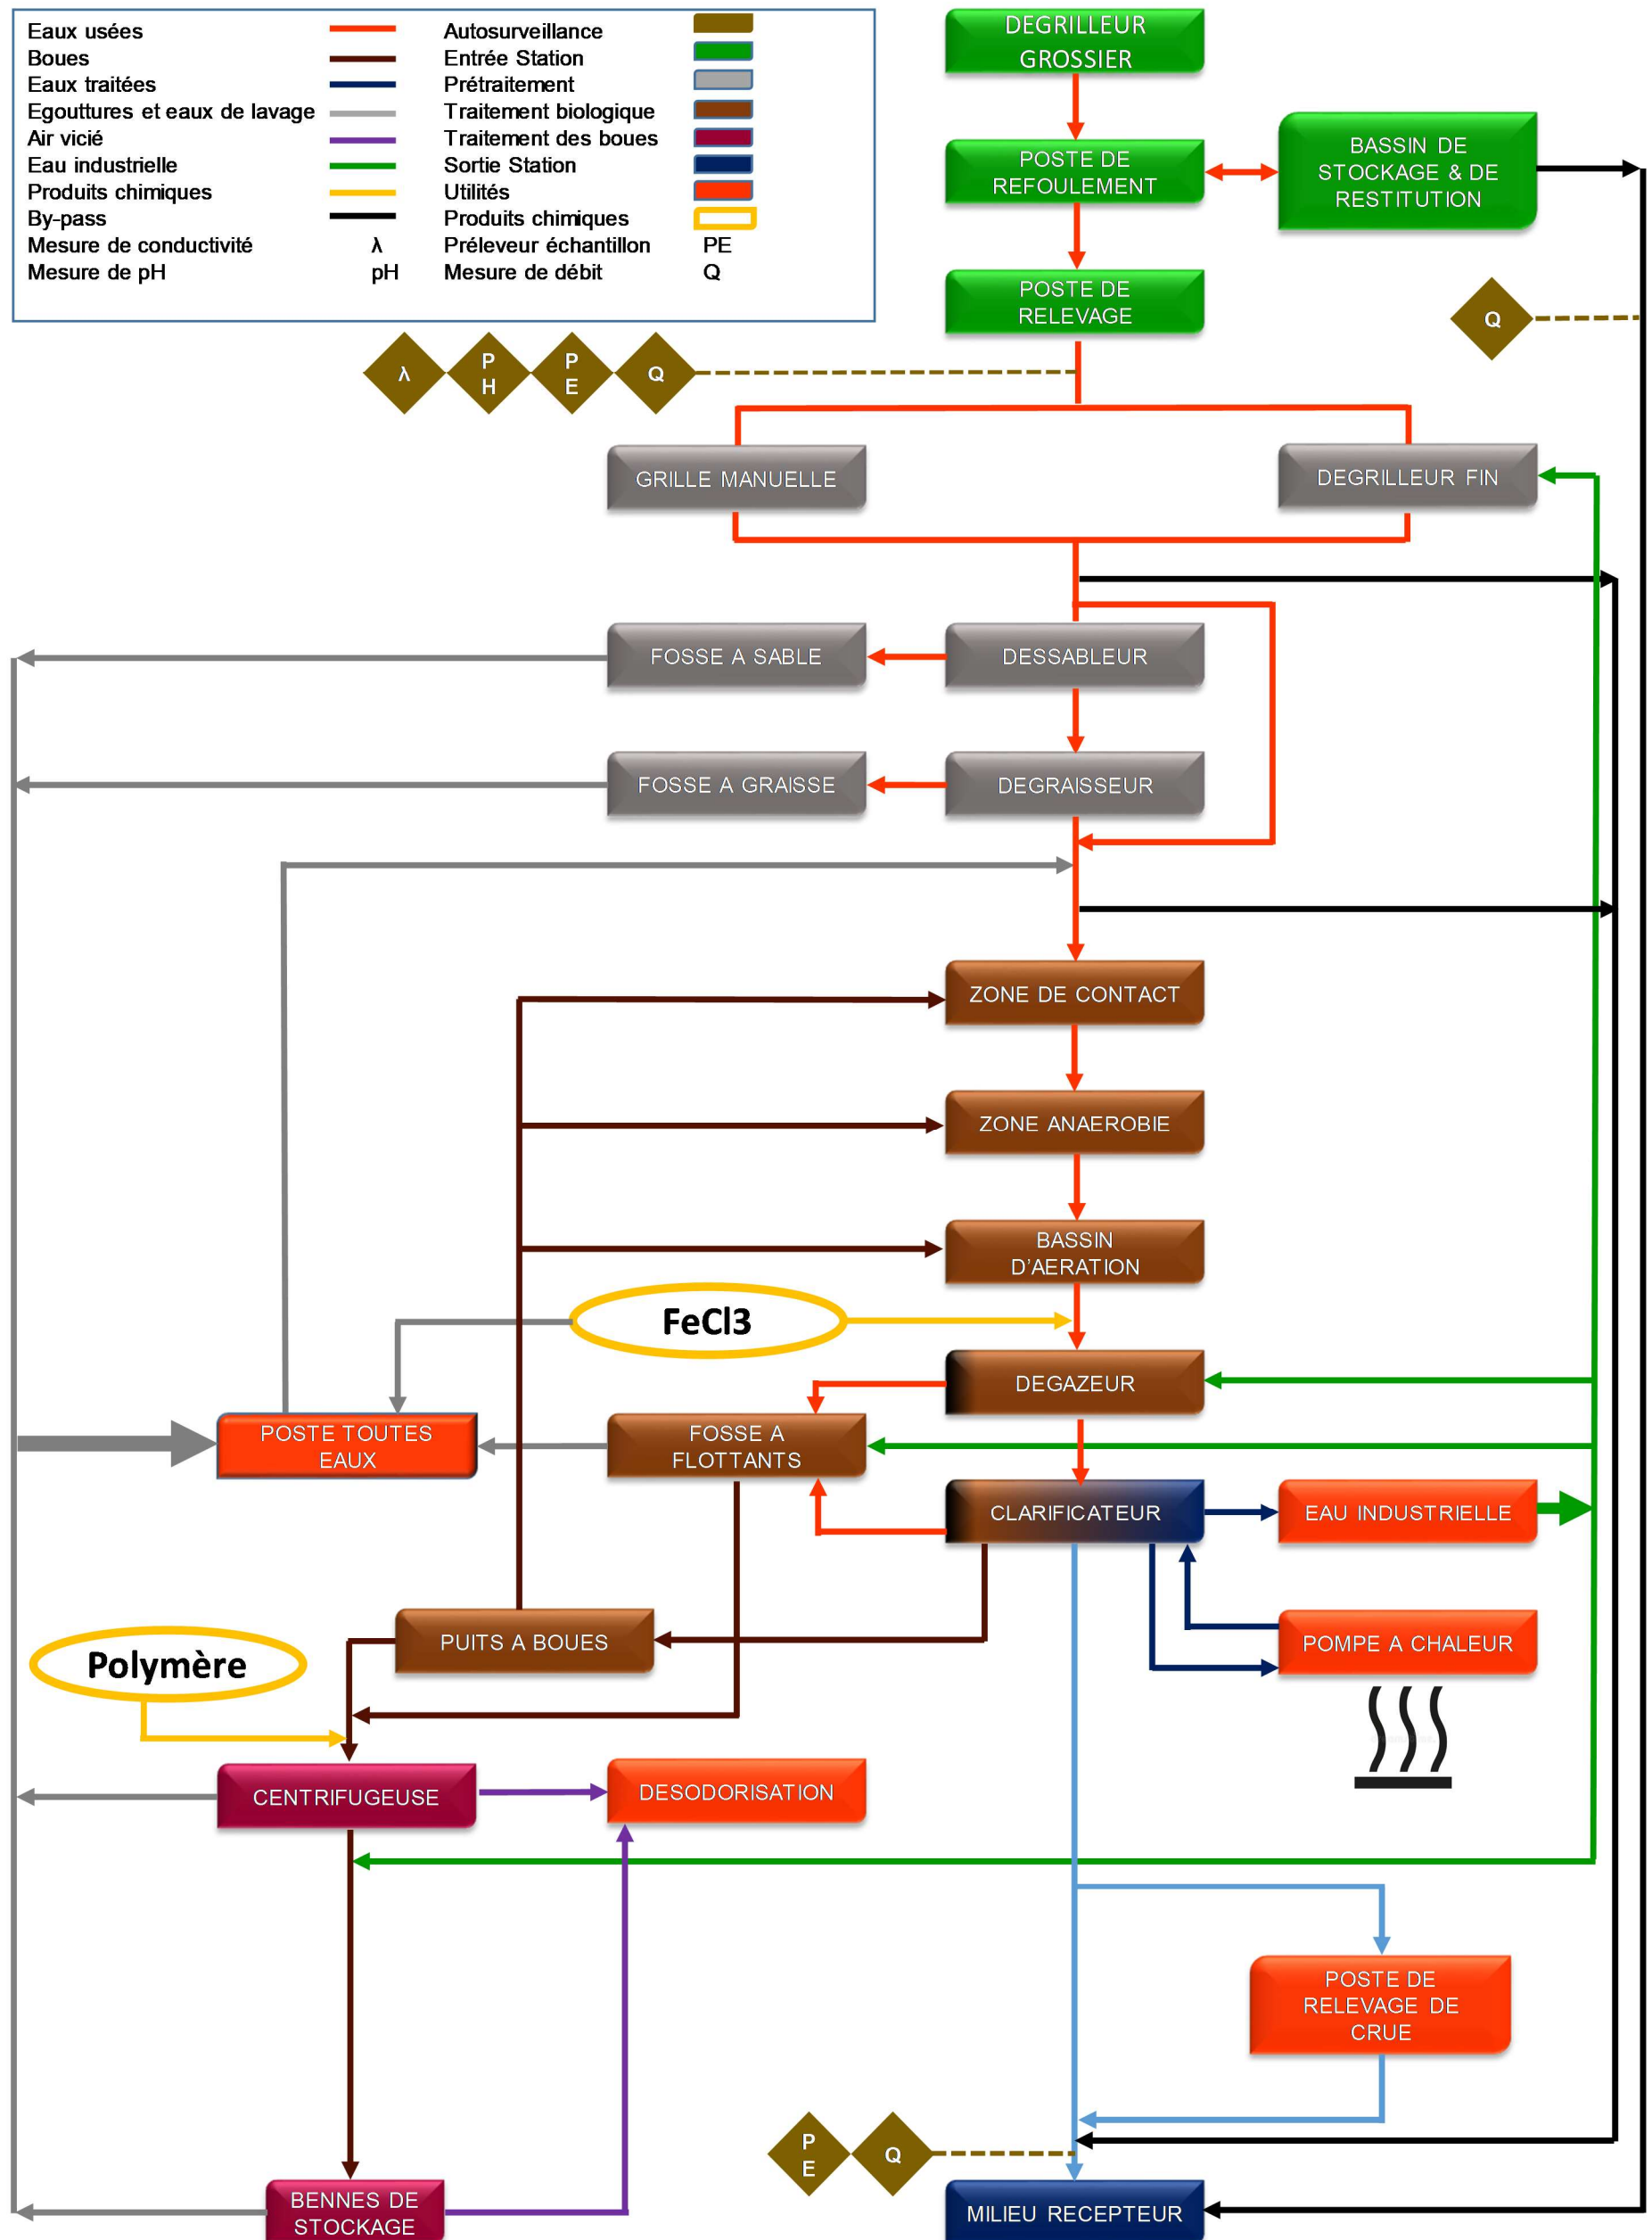 Eaux usées
Boues
Eaux traitées
Egouttures et eaux de lavage
Air vicié
Eau industrielle
Produits chimiques
By-pass
Mesure de conductivité λ
Mesure de pH pH
Autosurveillance
Entrée Station
Prétraitement
Traitement biologique
Traitement des boues
Sortie Station
Utilités
Produits chimiques
Préleveur échantillon PE
Mesure de débit Q
DEGRILLEUR
GROSSIER
POSTE DE
REFOULEMENT
BASSIN DE
STOCKAGE & DE
RESTITUTION
POSTE DE
RELEVAGE
Q
λ
P
H
P
E
Q
GRILLE MANUELLE
DEGRILLEUR FIN
FOSSE A SABLE
DESSABLEUR
FOSSE A GRAISSE
DEGRAISSEUR
ZONE DE CONTACT
ZONE ANAEROBIE
BASSIN
D'AERATION
FeCl3
DEGAZEUR
POSTE TOUTES
EAUX
FOSSE A
FLOTTANTS
CLARIFICATEUR
EAU INDUSTRIELLE
PUITS A BOUES
POMPE A CHALEUR
Polymère
CENTRIFUGEUSE
DESODORISATION
POSTE DE
RELEVAGE DE
CRUE
P
E
Q
BENNES DE
STOCKAGE
MILIEU RECEPTEUR